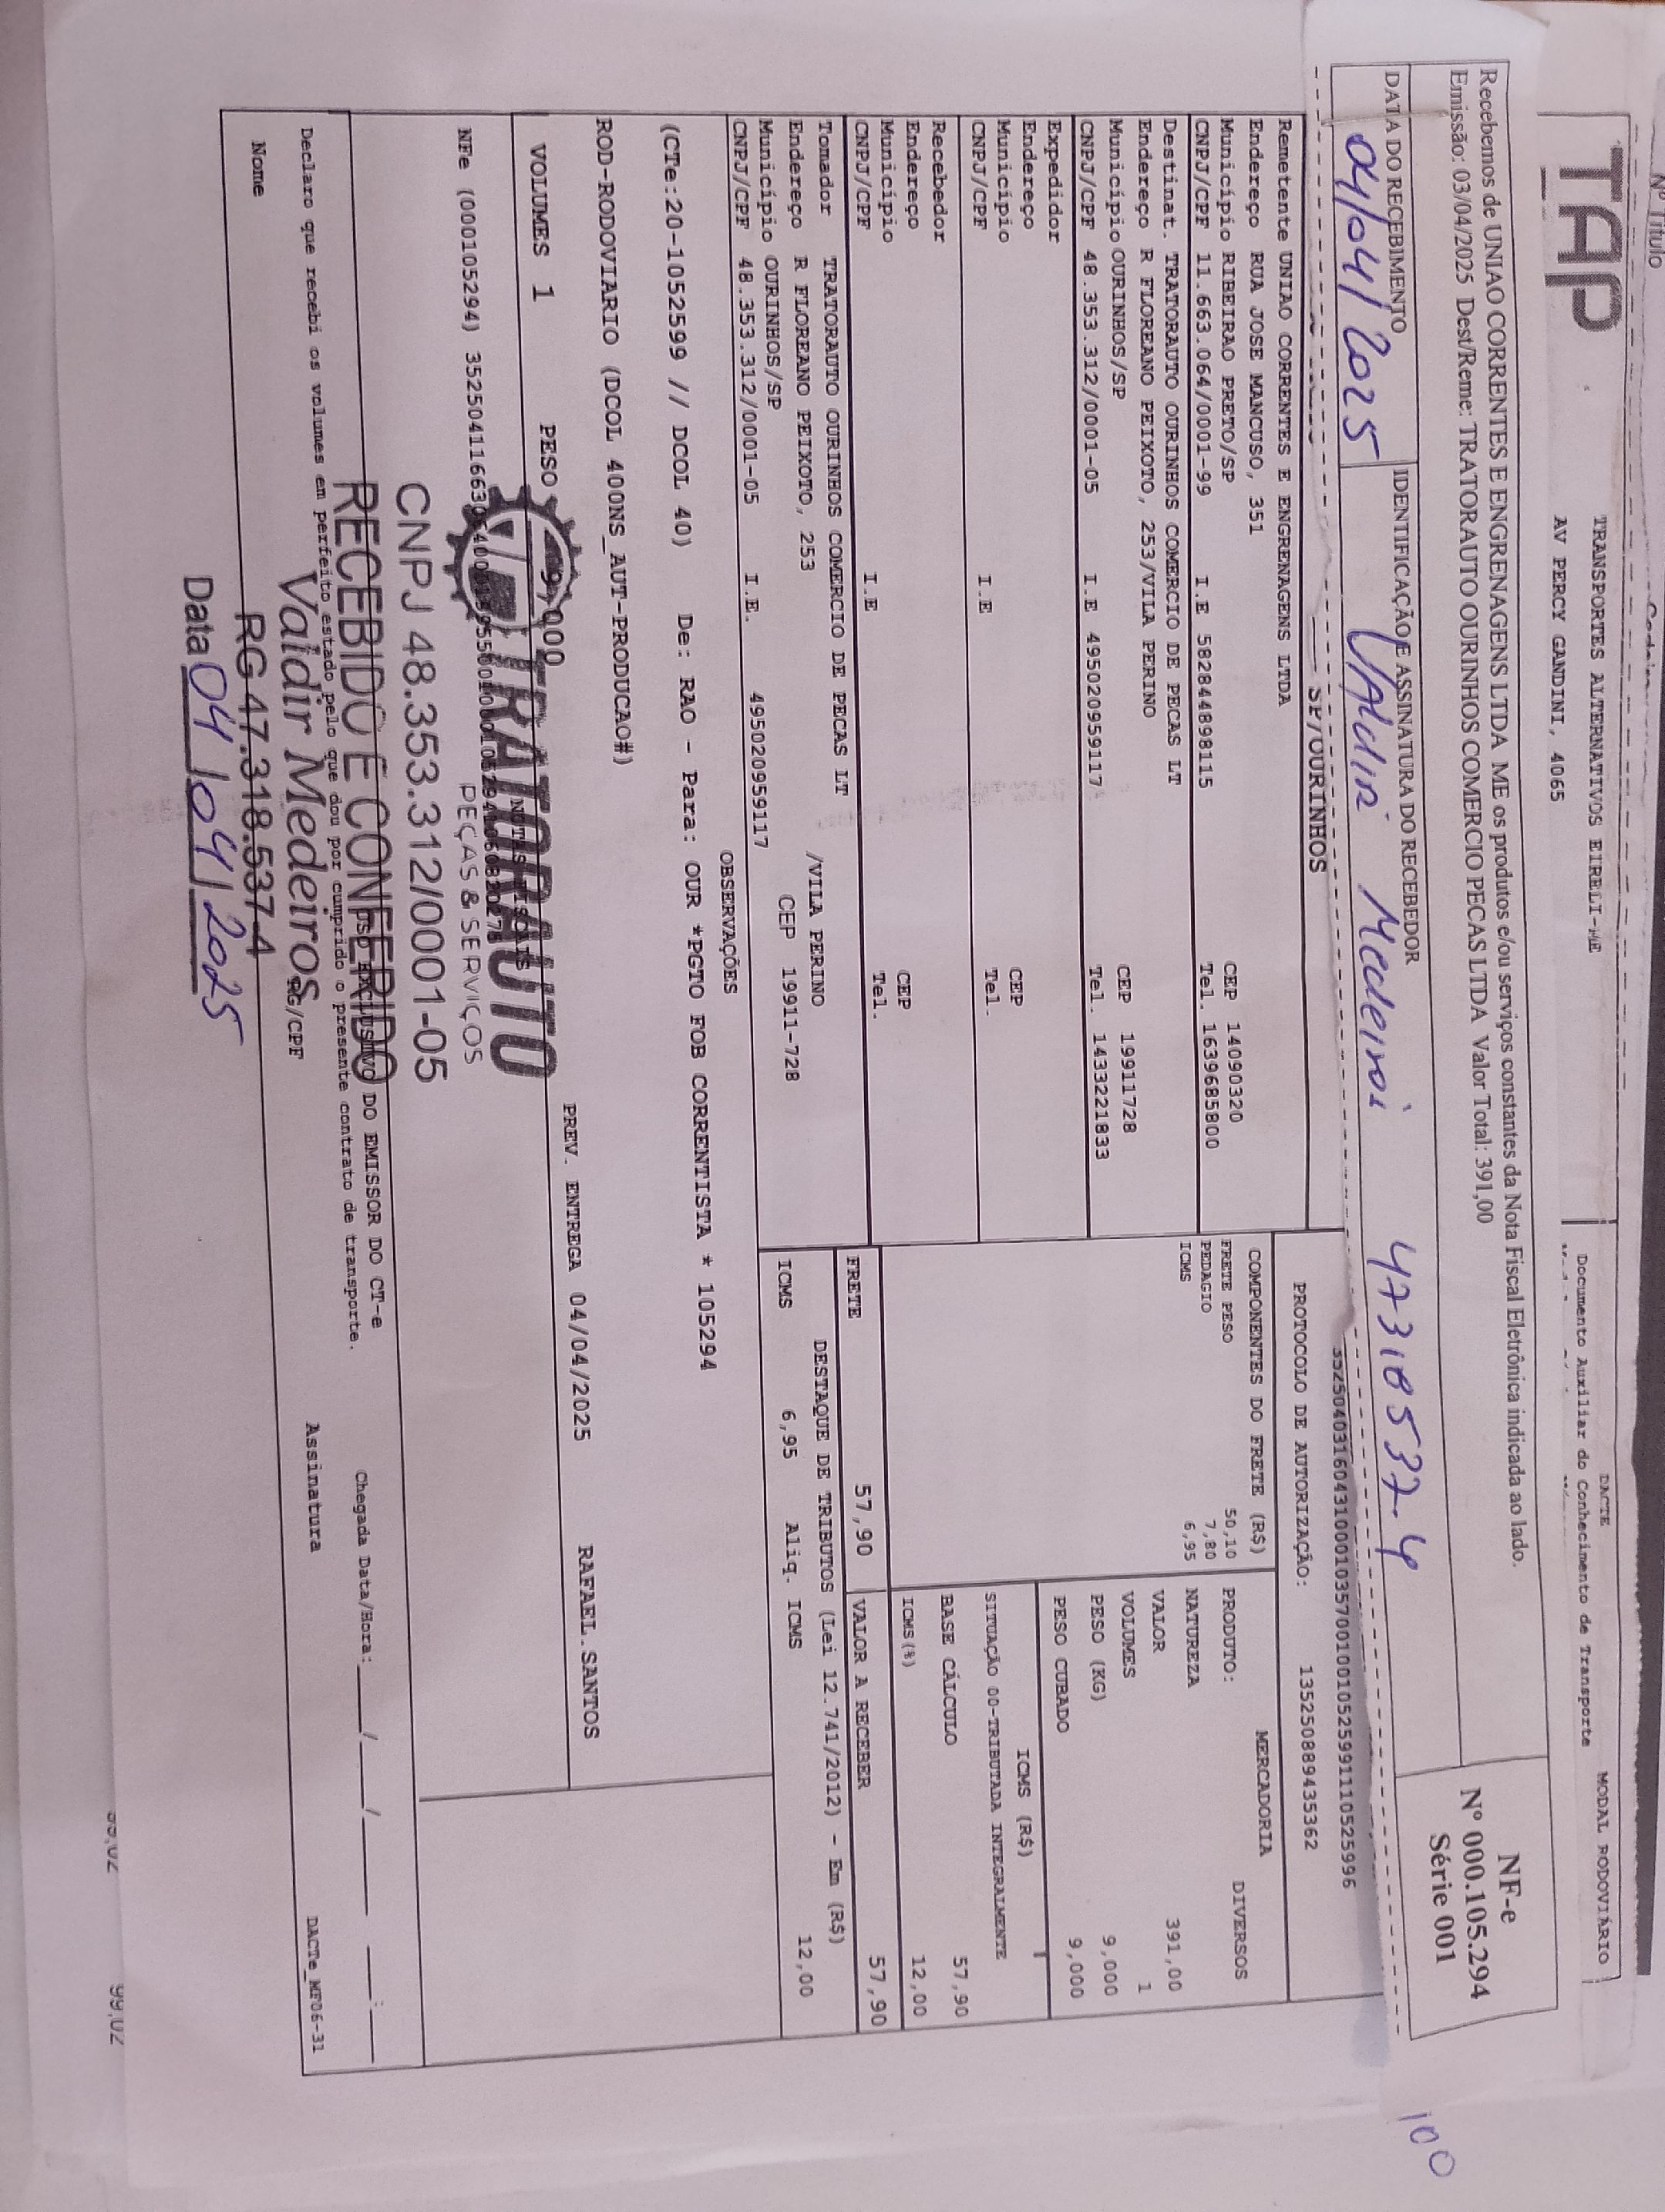 Nº Título
TAP
TRANSPORTES ALTERNATIVOS EIRELI-ME
AV PERCY GANDINI, 4065
DACTE
Documento Auxiliar do Conhecimento de Transporte
MODAL RODOVIÁRIO
Recebemos de UNIAO CORRENTES E ENGRENAGENS LTDA ME os produtos e/ou serviços constantes da Nota Fiscal Eletrônica indicada ao lado.
Emissão: 03/04/2025 Dest/Reme: TRATORAUTO OURINHOS COMERCIO PECAS LTDA Valor Total: 391,00
NF-e
Nº 000.105.294
Série 001
DATA DO RECEBIMENTO
IDENTIFICAÇÃO E ASSINATURA DO RECEBEDOR
04/04/2025 Valdir Medeiros 47318537-4
100
SP/OURINHOS
35250403160431000103570010010525991110525996
PROTOCOLO DE AUTORIZAÇÃO: 135250889435362
Remetente UNIAO CORRENTES E ENGRENAGENS LTDA
Endereço RUA JOSE MANCUSO, 351
Município RIBEIRAO PRETO/SP CEP 14090320
CNPJ/CPF 11.663.064/0001-99 I.E 582844898115 Tel. 1639685800
Destinat. TRATORAUTO OURINHOS COMERCIO DE PECAS LT
Endereço R FLOREANO PEIXOTO, 253/VILA PERINO
Município OURINHOS/SP CEP 19911728
CNPJ/CPF 48.353.312/0001-05 I.E 495020959117 Tel. 1433221833
Expedidor
Endereço
Município CEP
CNPJ/CPF I.E Tel.
Recebedor
Endereço
Município CEP
CNPJ/CPF I.E Tel.
Tomador TRATORAUTO OURINHOS COMERCIO DE PECAS LT
Endereço R FLOREANO PEIXOTO, 253 /VILA PERINO
Município OURINHOS/SP CEP 19911-728
CNPJ/CPF 48.353.312/0001-05 I.E. 495020959117
COMPONENTES DO FRETE (R$)
FRETE PESO 50,10
PEDAGIO 7,80
ICMS 6,95
MERCADORIA
PRODUTO: DIVERSOS
NATUREZA
VALOR 391,00
VOLUMES 1
PESO (KG) 9,000
PESO CUBADO 9,000
ICMS (R$)
SITUAÇÃO 00-TRIBUTADA INTEGRALMENTE
BASE CÁLCULO 57,90
ICMS(%) 12,00
FRETE 57,90 VALOR A RECEBER 57,90
DESTAQUE DE TRIBUTOS (Lei 12.741/2012) - Em (R$)
ICMS 6,95 Aliq. ICMS 12,00
OBSERVAÇÕES
(CTe:20-1052599 // DCOL 40) De: RAO - Para: OUR *PGTO FOB CORRENTISTA * 105294
ROD-RODOVIARIO (DCOL 400NS_AUT-PRODUCAO#)
PREV. ENTREGA 04/04/2025 RAFAEL.SANTOS
VOLUMES 1 PESO 9,000
NFe (000105294)
TRATORAUTO
PEÇAS & SERVIÇOS
CNPJ 48.353.312/0001-05
RECEBIDO E CONFERIDO
USO EXCLUSIVO DO EMISSOR DO CT-e
Declaro que recebi os volumes em perfeito estado pelo que dou por cumprido o presente contrato de transporte.
Chegada Data/Hora: ___/___/_____ ___:___
Valdir Medeiros
Nome RG/CPF Assinatura
RG 47.318.537-4
Data 04/04/2025
DACTe_MF06-31
99,02